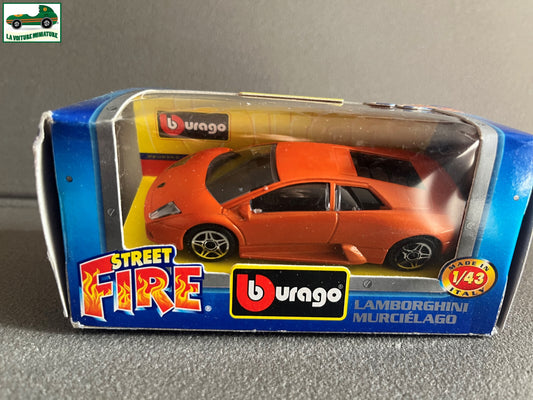 LA VOITURE MINIATURE
burago
STREET
FIRE
burago
LAMBORGHINI
MURCIÉLAGO
MADE IN
1/43
ITALY